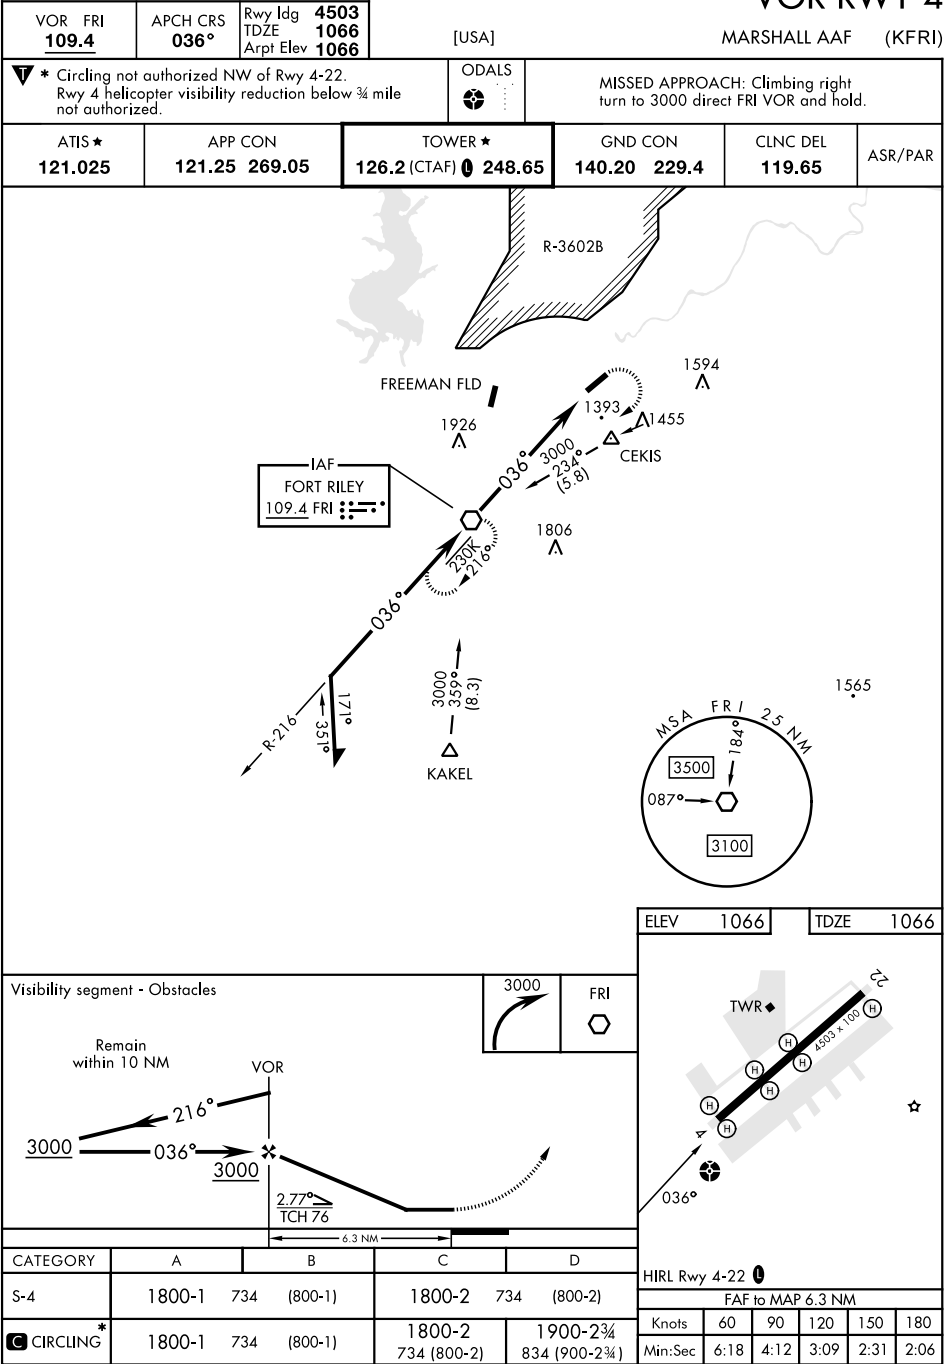 VOR RWY 4
VOR FRI
109.4
APCH CRS
036°
Rwy ldg 4503
TDZE 1066
Arpt Elev 1066
[USA]
MARSHALL AAF (KFRI)
T * Circling not authorized NW of Rwy 4-22.
Rwy 4 helicopter visibility reduction below ¾ mile
not authorized.
ODALS
MISSED APPROACH: Climbing right
turn to 3000 direct FRI VOR and hold.
ATIS ★
121.025
APP CON
121.25 269.05
TOWER ★
126.2 (CTAF) L 248.65
GND CON
140.20 229.4
CLNC DEL
119.65
ASR/PAR
R-3602B
FREEMAN FLD
1594
1393
1455
1926
CEKIS
3000
234°
(5.8)
036°
IAF
FORT RILEY
109.4 FRI
1806
230K
216°
036°
3000
359°
(8.3)
KAKEL
R-216
351°
171°
1565
MSA FRI 25 NM
184°
3500
087°
3100
ELEV 1066
TDZE 1066
22
TWR
H
H
4503 x 100
H
H
H
H
H
4
036°
HIRL Rwy 4-22 L
Visibility segment - Obstacles
3000
FRI
Remain
within 10 NM
VOR
216°
3000
036°
3000
2.77°
TCH 76
6.3 NM
CATEGORY A B C D
S-4 1800-1 734 (800-1) 1800-2 734 (800-2)
C CIRCLING * 1800-1 734 (800-1) 1800-2 734 (800-2) 1900-2¾ 834 (900-2¾)
FAF to MAP 6.3 NM
Knots 60 90 120 150 180
Min:Sec 6:18 4:12 3:09 2:31 2:06